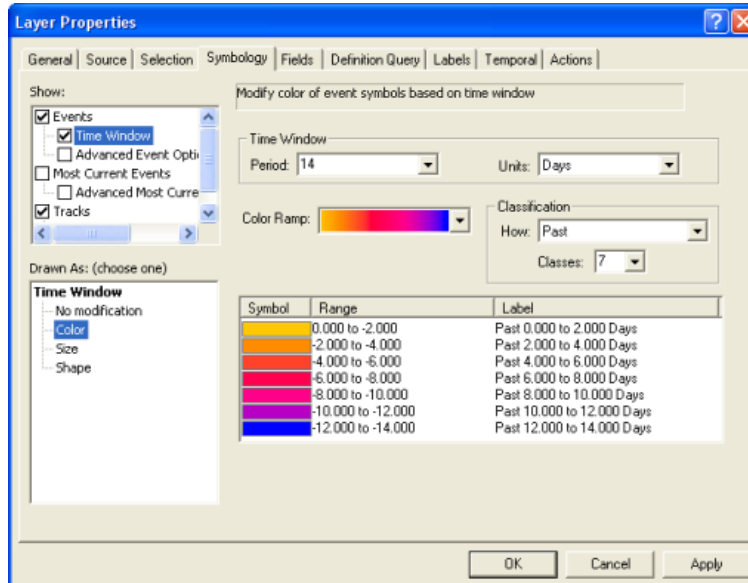 Layer Properties
General Source Selection Symbology Fields Definition Query Labels Temporal Actions
Show:
Events
Time Window
Advanced Event Opti
Most Current Events
Advanced Most Curre
Tracks
Drawn As: (choose one)
Time Window
No modification
Color
Size
Shape
Modify color of event symbols based on time window
Time Window
Period: 14 Units: Days
Color Ramp:
Classification
How: Past
Classes: 7
Symbol Range Label
0.000 to -2.000 Past 0.000 to 2.000 Days
-2.000 to -4.000 Past 2.000 to 4.000 Days
-4.000 to -6.000 Past 4.000 to 6.000 Days
-6.000 to -8.000 Past 6.000 to 8.000 Days
-8.000 to -10.000 Past 8.000 to 10.000 Days
-10.000 to -12.000 Past 10.000 to 12.000 Days
-12.000 to -14.000 Past 12.000 to 14.000 Days
OK Cancel Apply